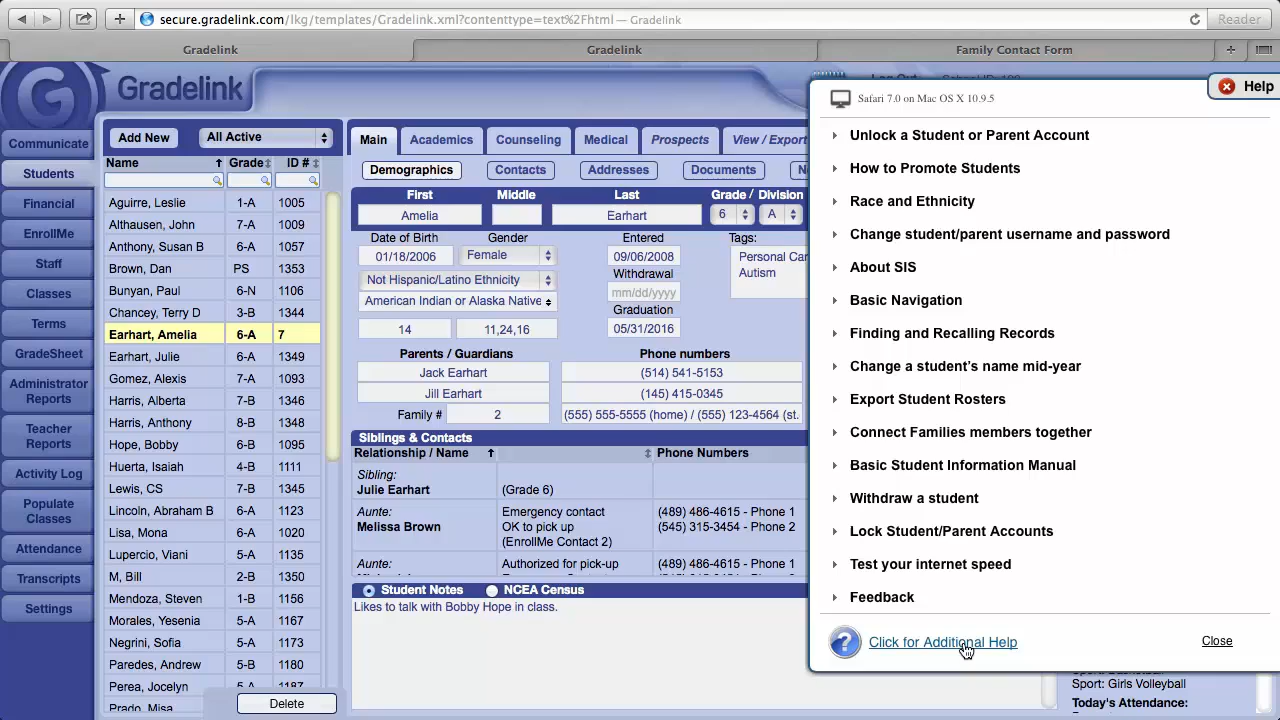 secure.gradelink.com/lkg/templates/Gradelink.xml?contenttype=text%2Fhtml — Gradelink
Reader
Gradelink
Gradelink
Family Contact Form
Gradelink
Help
Safari 7.0 on Mac OS X 10.9.5
Unlock a Student or Parent Account
How to Promote Students
Race and Ethnicity
Change student/parent username and password
About SIS
Basic Navigation
Finding and Recalling Records
Change a student's name mid-year
Export Student Rosters
Connect Families members together
Basic Student Information Manual
Withdraw a student
Lock Student/Parent Accounts
Test your internet speed
Feedback
Click for Additional Help
Close
Communicate
Students
Financial
EnrollMe
Staff
Classes
Terms
GradeSheet
Administrator
Reports
Teacher
Reports
Activity Log
Populate
Classes
Attendance
Transcripts
Settings
Add New
All Active
Name Grade ID #
Aguirre, Leslie 1-A 1005
Althausen, John 7-A 1009
Anthony, Susan B 6-A 1057
Brown, Dan PS 1353
Bunyan, Paul 6-N 1106
Chancey, Terry D 3-B 1344
Earhart, Amelia 6-A 7
Earhart, Julie 6-A 1349
Gomez, Alexis 7-A 1093
Harris, Alberta 7-B 1346
Harris, Anthony 8-B 1348
Hope, Bobby 6-B 1095
Huerta, Isaiah 4-B 1111
Lewis, CS 7-B 1345
Lincoln, Abraham B 6-A 1123
Lisa, Mona 6-A 1020
Lupercio, Viani 5-A 1135
M, Bill 2-B 1350
Mendoza, Steven 1-B 1156
Morales, Yesenia 5-A 1167
Negrini, Sofia 5-A 1173
Paredes, Andrew 5-B 1180
Perea, Jocelyn 5-A 1187
Prado, Misa
Delete
Main Academics Counseling Medical Prospects View / Export
Demographics Contacts Addresses Documents
First Middle Last Grade / Division
Amelia Earhart 6 A
Date of Birth Gender Entered Tags:
01/18/2006 Female 09/06/2008 Personal Car
Autism
Not Hispanic/Latino Ethnicity Withdrawal
American Indian or Alaska Native mm/dd/yyyy
Graduation
14 11,24,16 05/31/2016
Parents / Guardians Phone numbers
Jack Earhart (514) 541-5153
Jill Earhart (145) 415-0345
Family # 2 (555) 555-5555 (home) / (555) 123-4564 (st.
Siblings & Contacts
Relationship / Name Phone Numbers
Sibling:
Julie Earhart (Grade 6)
Aunte: Emergency contact (489) 486-4615 - Phone 1
Melissa Brown OK to pick up (545) 315-3454 - Phone 2
(EnrollMe Contact 2)
Aunte: Authorized for pick-up (489) 486-4615 - Phone 1
Student Notes NCEA Census
Likes to talk with Bobby Hope in class.
Sport: Girls Volleyball
Today's Attendance: